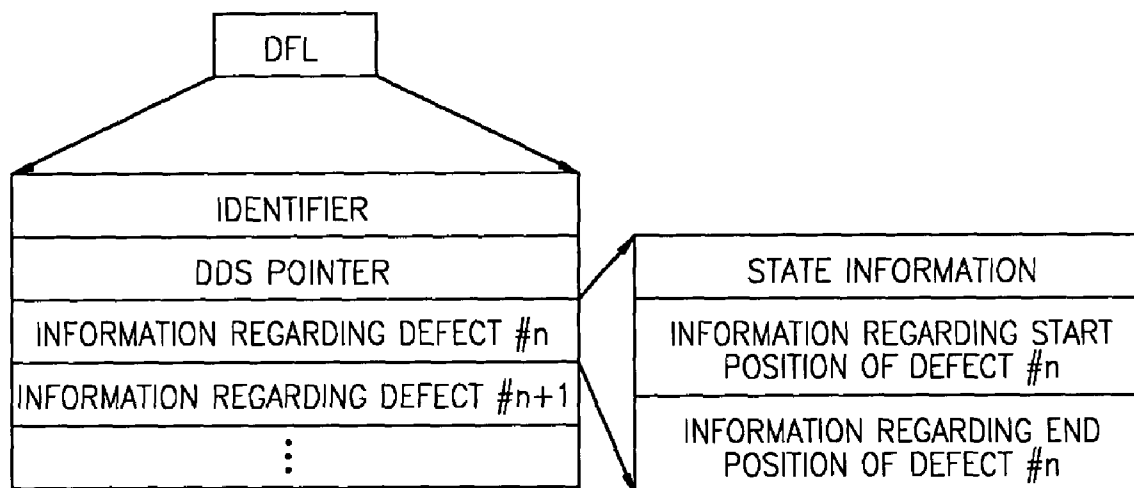 DFL
IDENTIFIER
DDS POINTER
INFORMATION REGARDING DEFECT #n
INFORMATION REGARDING DEFECT #n+1
⋮
STATE INFORMATION
INFORMATION REGARDING START
POSITION OF DEFECT #n
INFORMATION REGARDING END
POSITION OF DEFECT #n